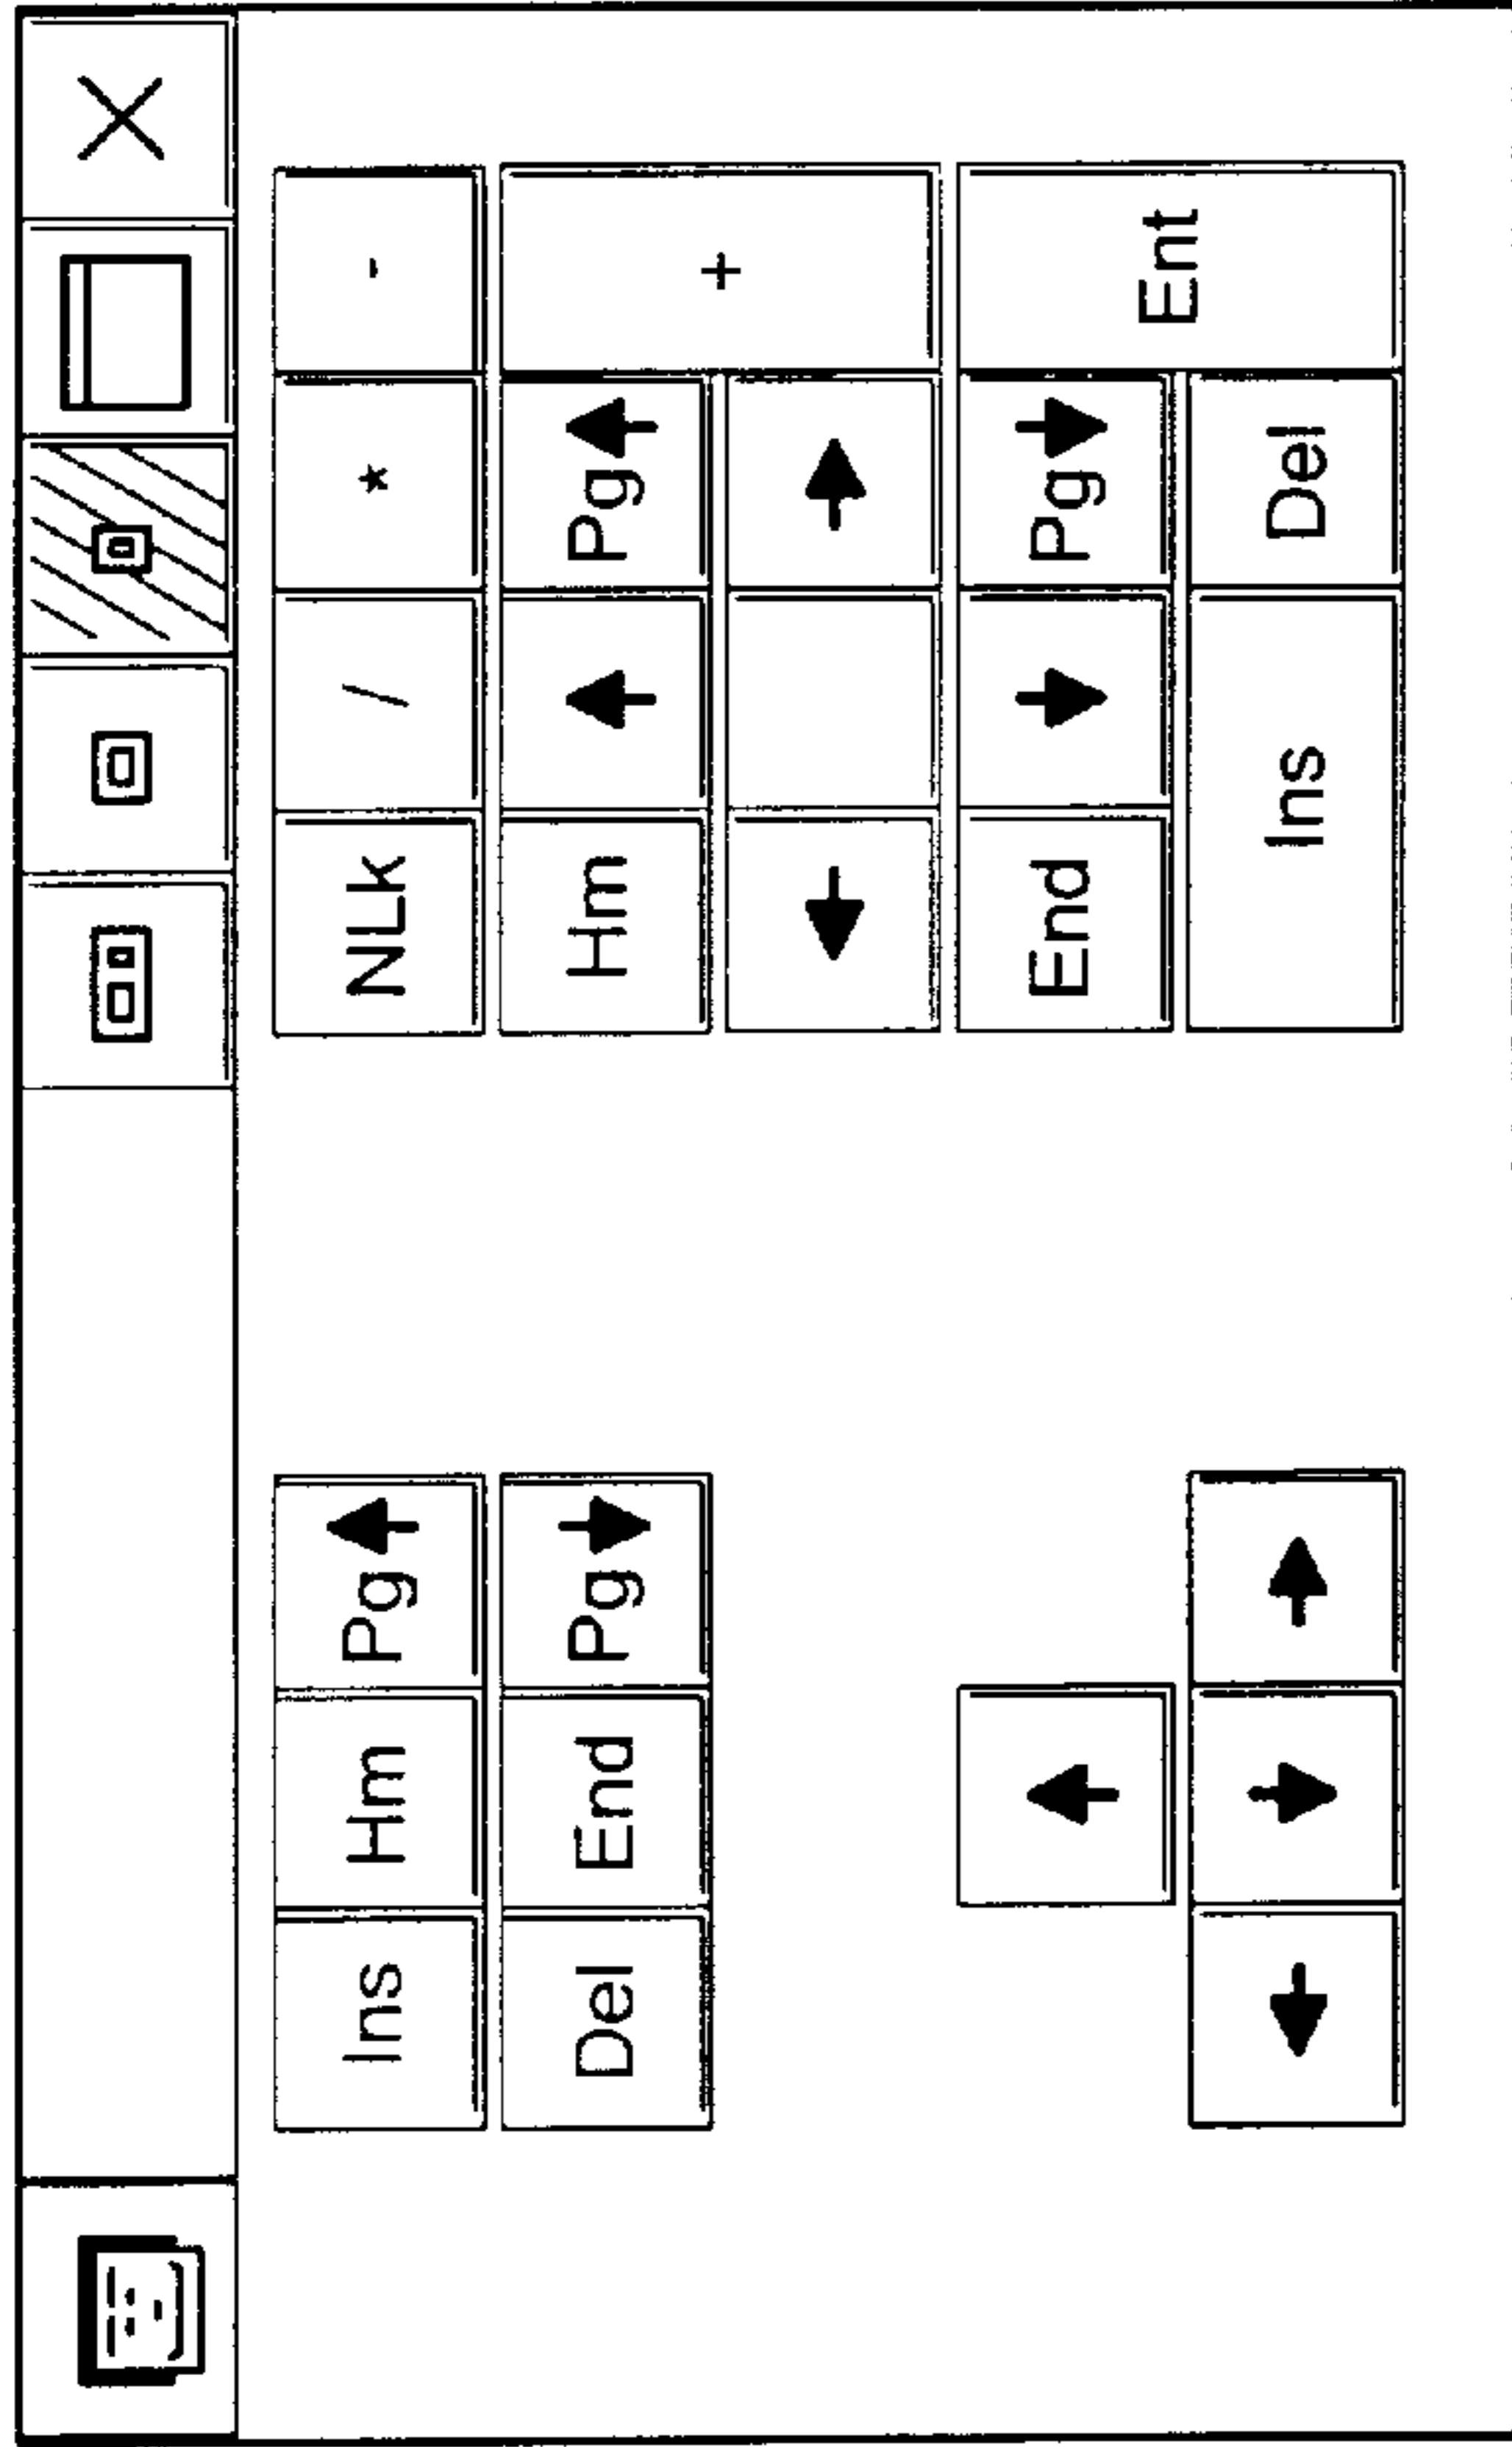 Ins Hm Pg↑ NLk / * -
Del End Pg↓ Hm ↑ Pg↑ +
← →
↑ End ↓ Pg↓ Ent
← ↓ → Ins Del